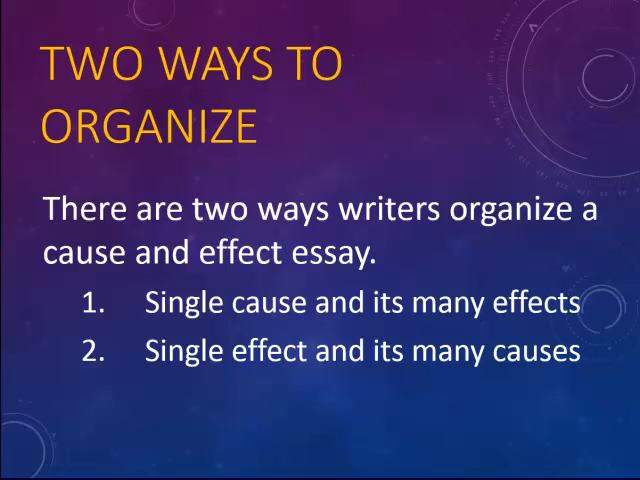 TWO WAYS TO
ORGANIZE
There are two ways writers organize a
cause and effect essay.
1. Single cause and its many effects
2. Single effect and its many causes